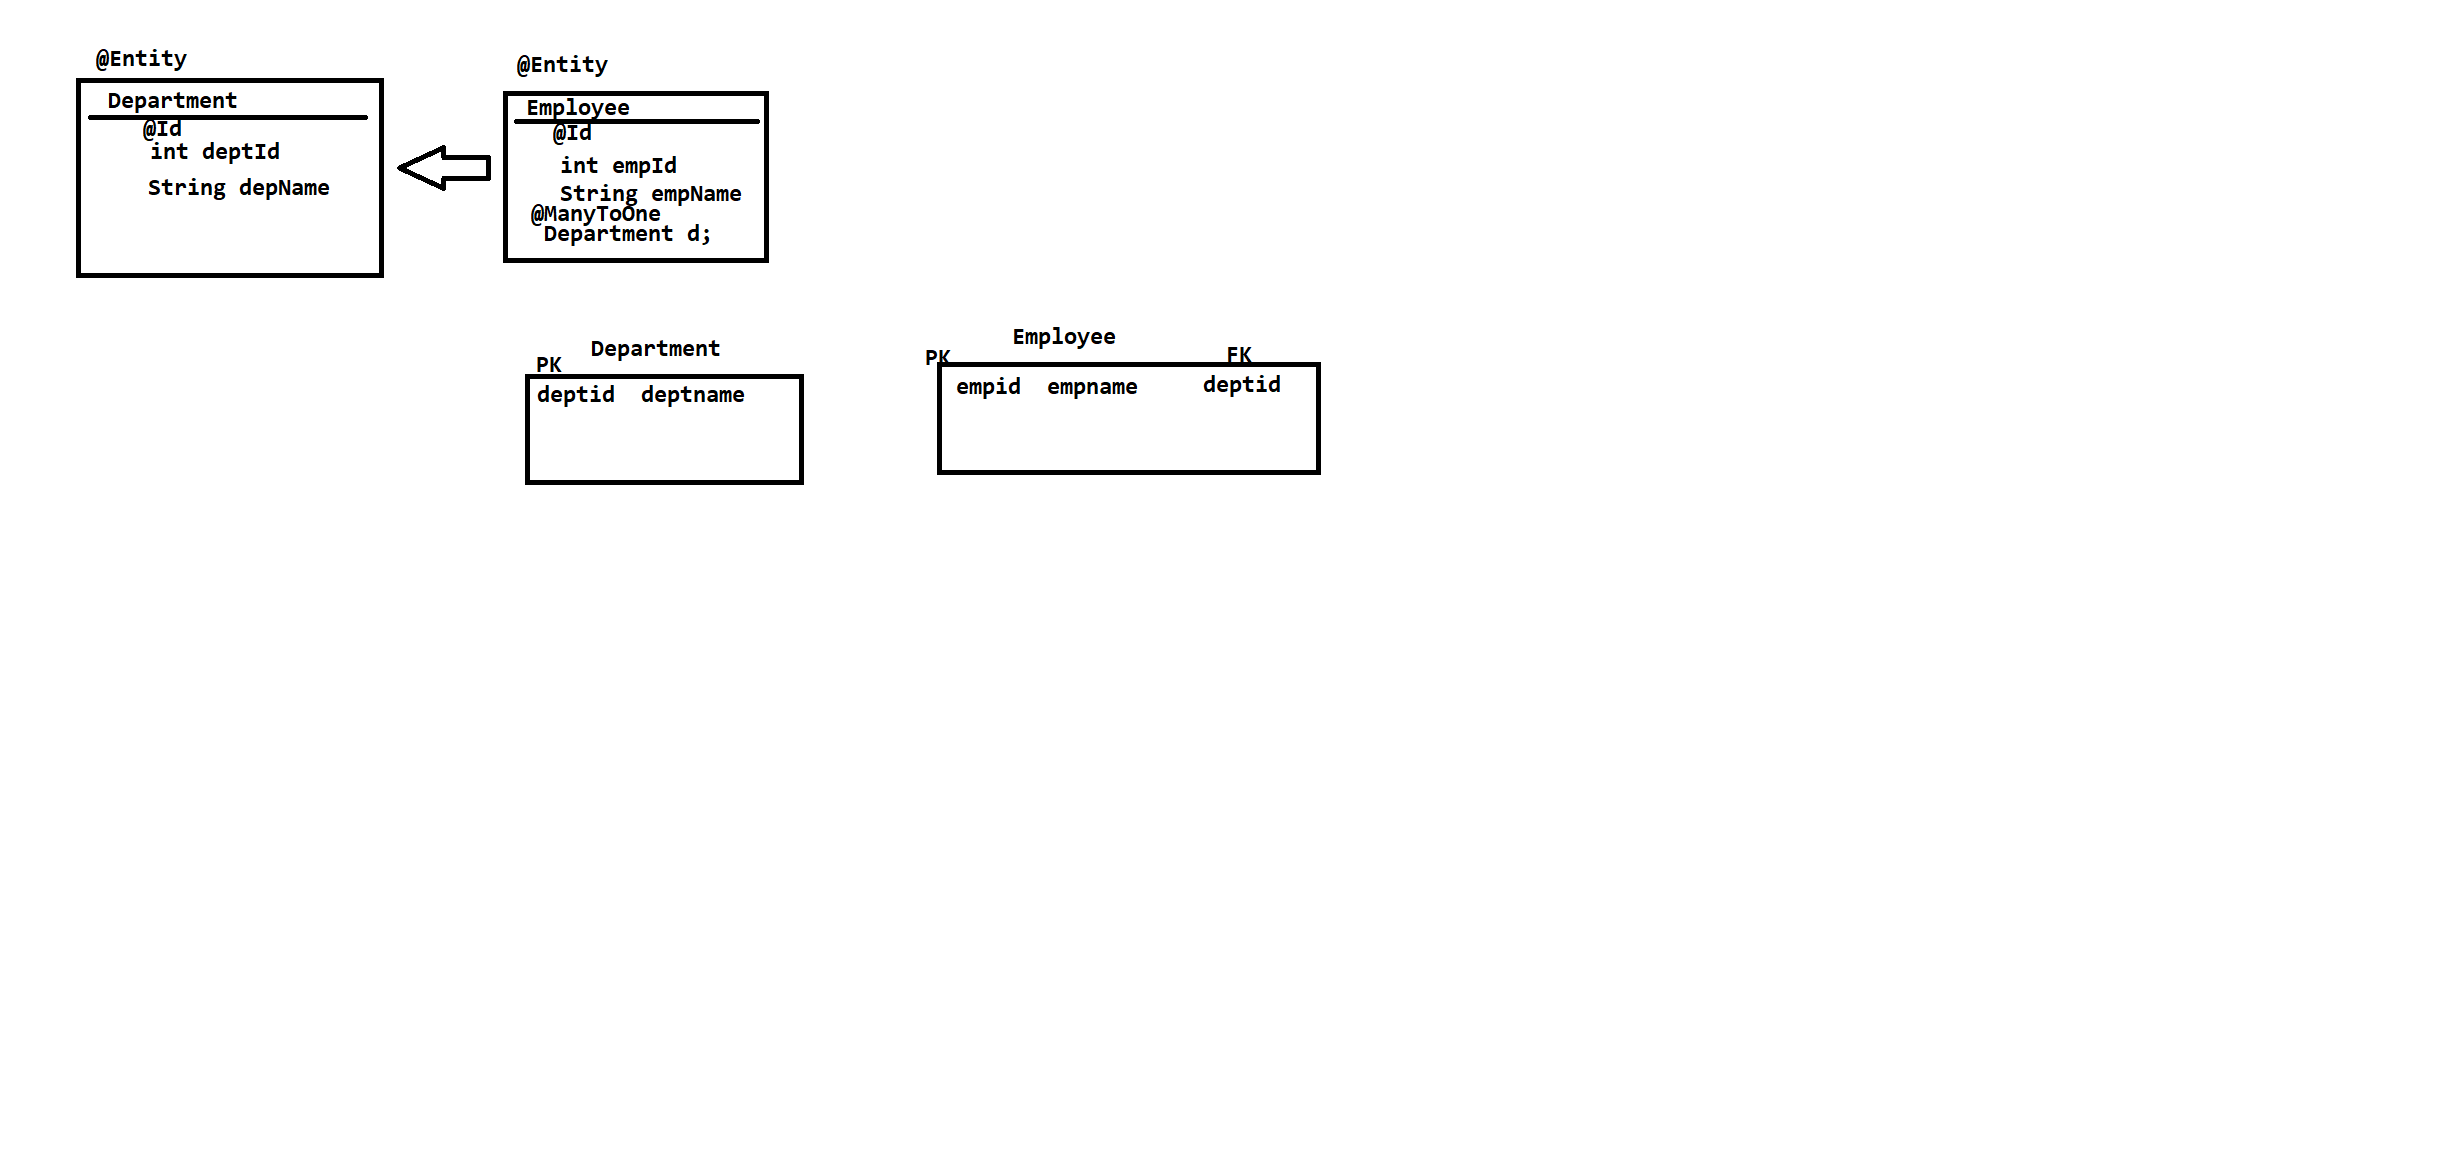 @Entity
Department
@Id
int deptId
String depName
@Entity
Employee
@Id
int empId
String empName
@ManyToOne
Department d;
Department
PK
deptid deptname
Employee
PK FK
empid empname deptid